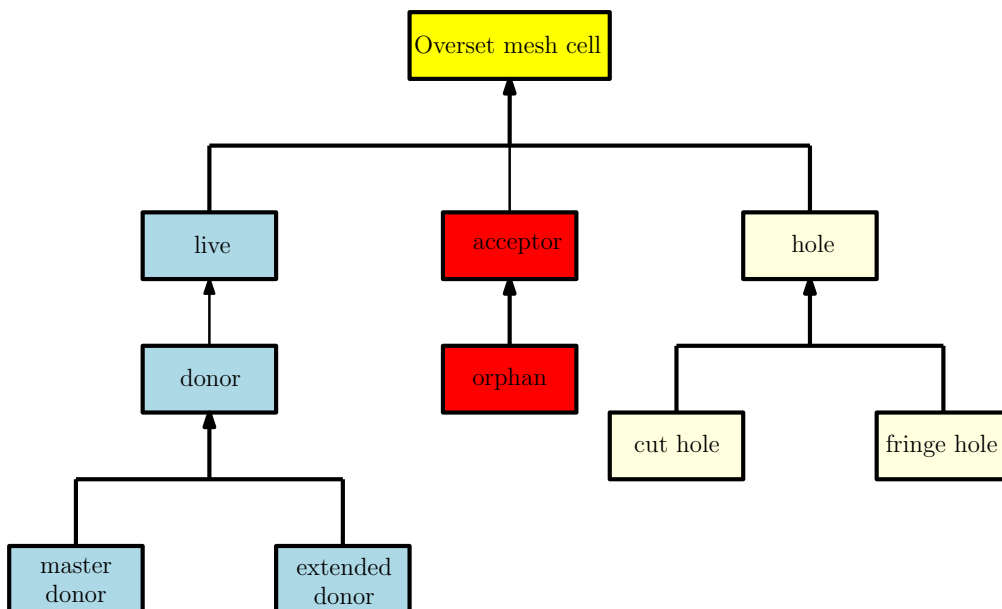 Overset mesh cell
live
acceptor
hole
donor
orphan
cut hole
fringe hole
master
donor
extended
donor